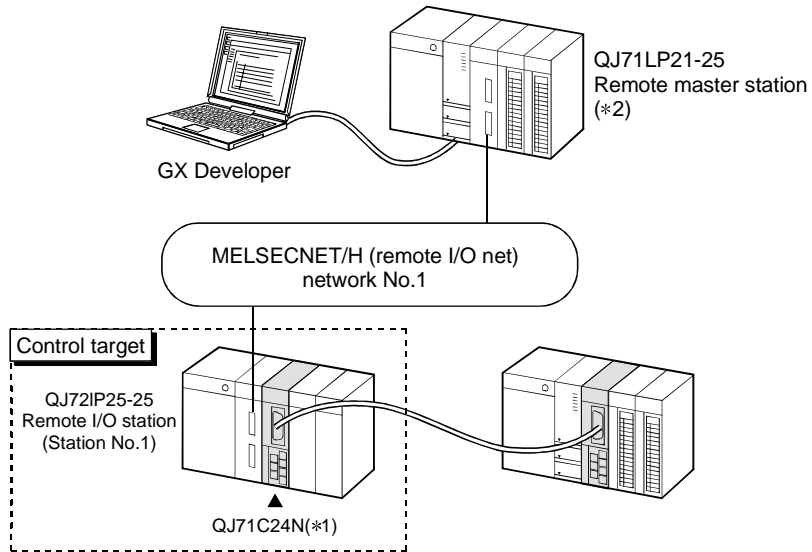 QJ71LP21-25
Remote master station
(*2)
GX Developer
MELSECNET/H (remote I/O net)
network No.1
Control target
QJ72lP25-25
Remote I/O station
(Station No.1)
QJ71C24N(*1)